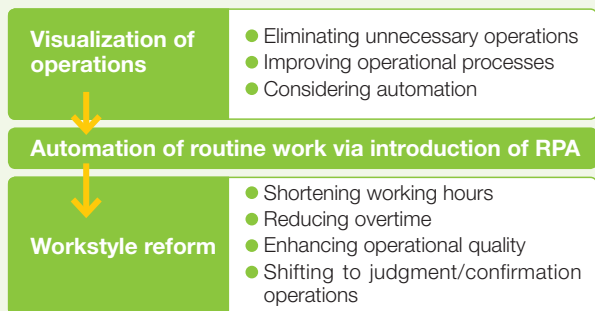 Visualization of
operations
● Eliminating unnecessary operations
● Improving operational processes
● Considering automation
Automation of routine work via introduction of RPA
Workstyle reform
● Shortening working hours
● Reducing overtime
● Enhancing operational quality
● Shifting to judgment/confirmation
operations